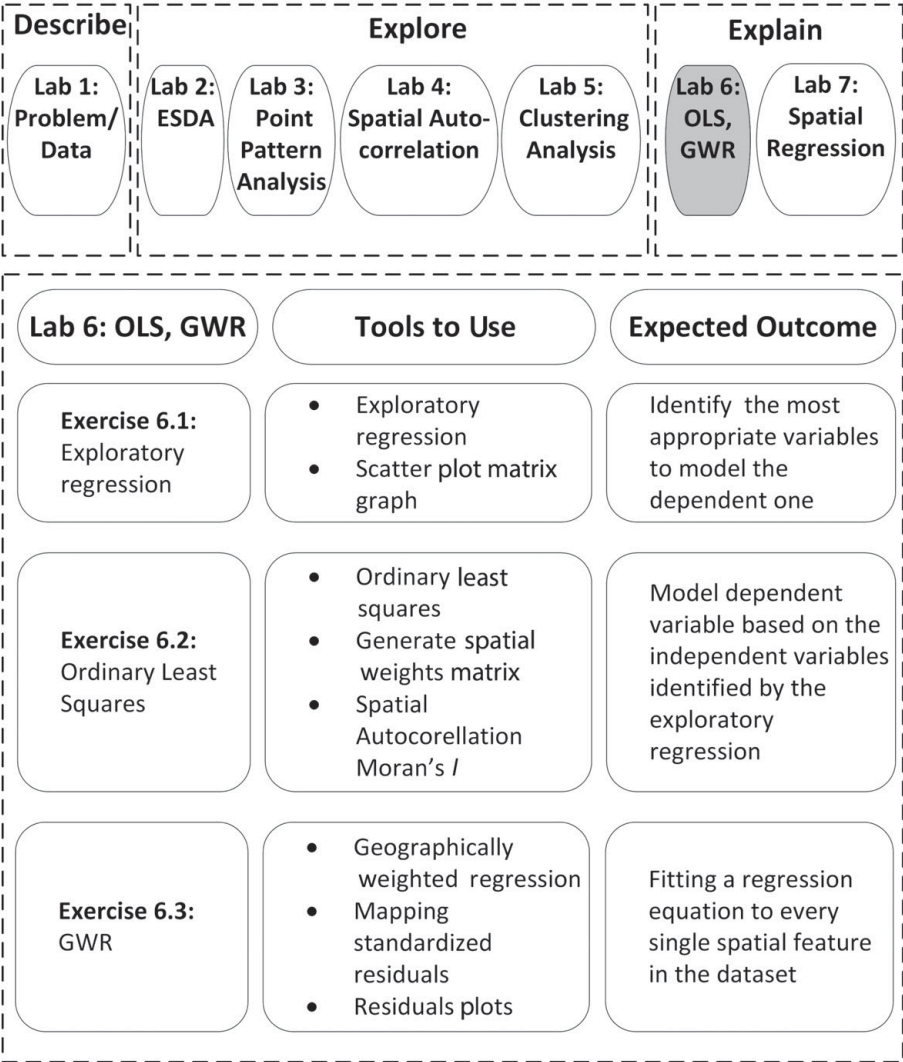 Describe
Explore
Explain
Lab 1:
Problem/
Data
Lab 2:
ESDA
Lab 3:
Point
Pattern
Analysis
Lab 4:
Spatial Auto-
correlation
Lab 5:
Clustering
Analysis
Lab 6:
OLS,
GWR
Lab 7:
Spatial
Regression
Lab 6: OLS, GWR
Tools to Use
Expected Outcome
Exercise 6.1:
Exploratory
regression
• Exploratory
regression
• Scatter plot matrix
graph
Identify the most
appropriate variables
to model the
dependent one
Exercise 6.2:
Ordinary Least
Squares
• Ordinary least
squares
• Generate spatial
weights matrix
• Spatial
Autocorellation
Moran's I
Model dependent
variable based on the
independent variables
identified by the
exploratory
regression
Exercise 6.3:
GWR
• Geographically
weighted regression
• Mapping
standardized
residuals
• Residuals plots
Fitting a regression
equation to every
single spatial feature
in the dataset